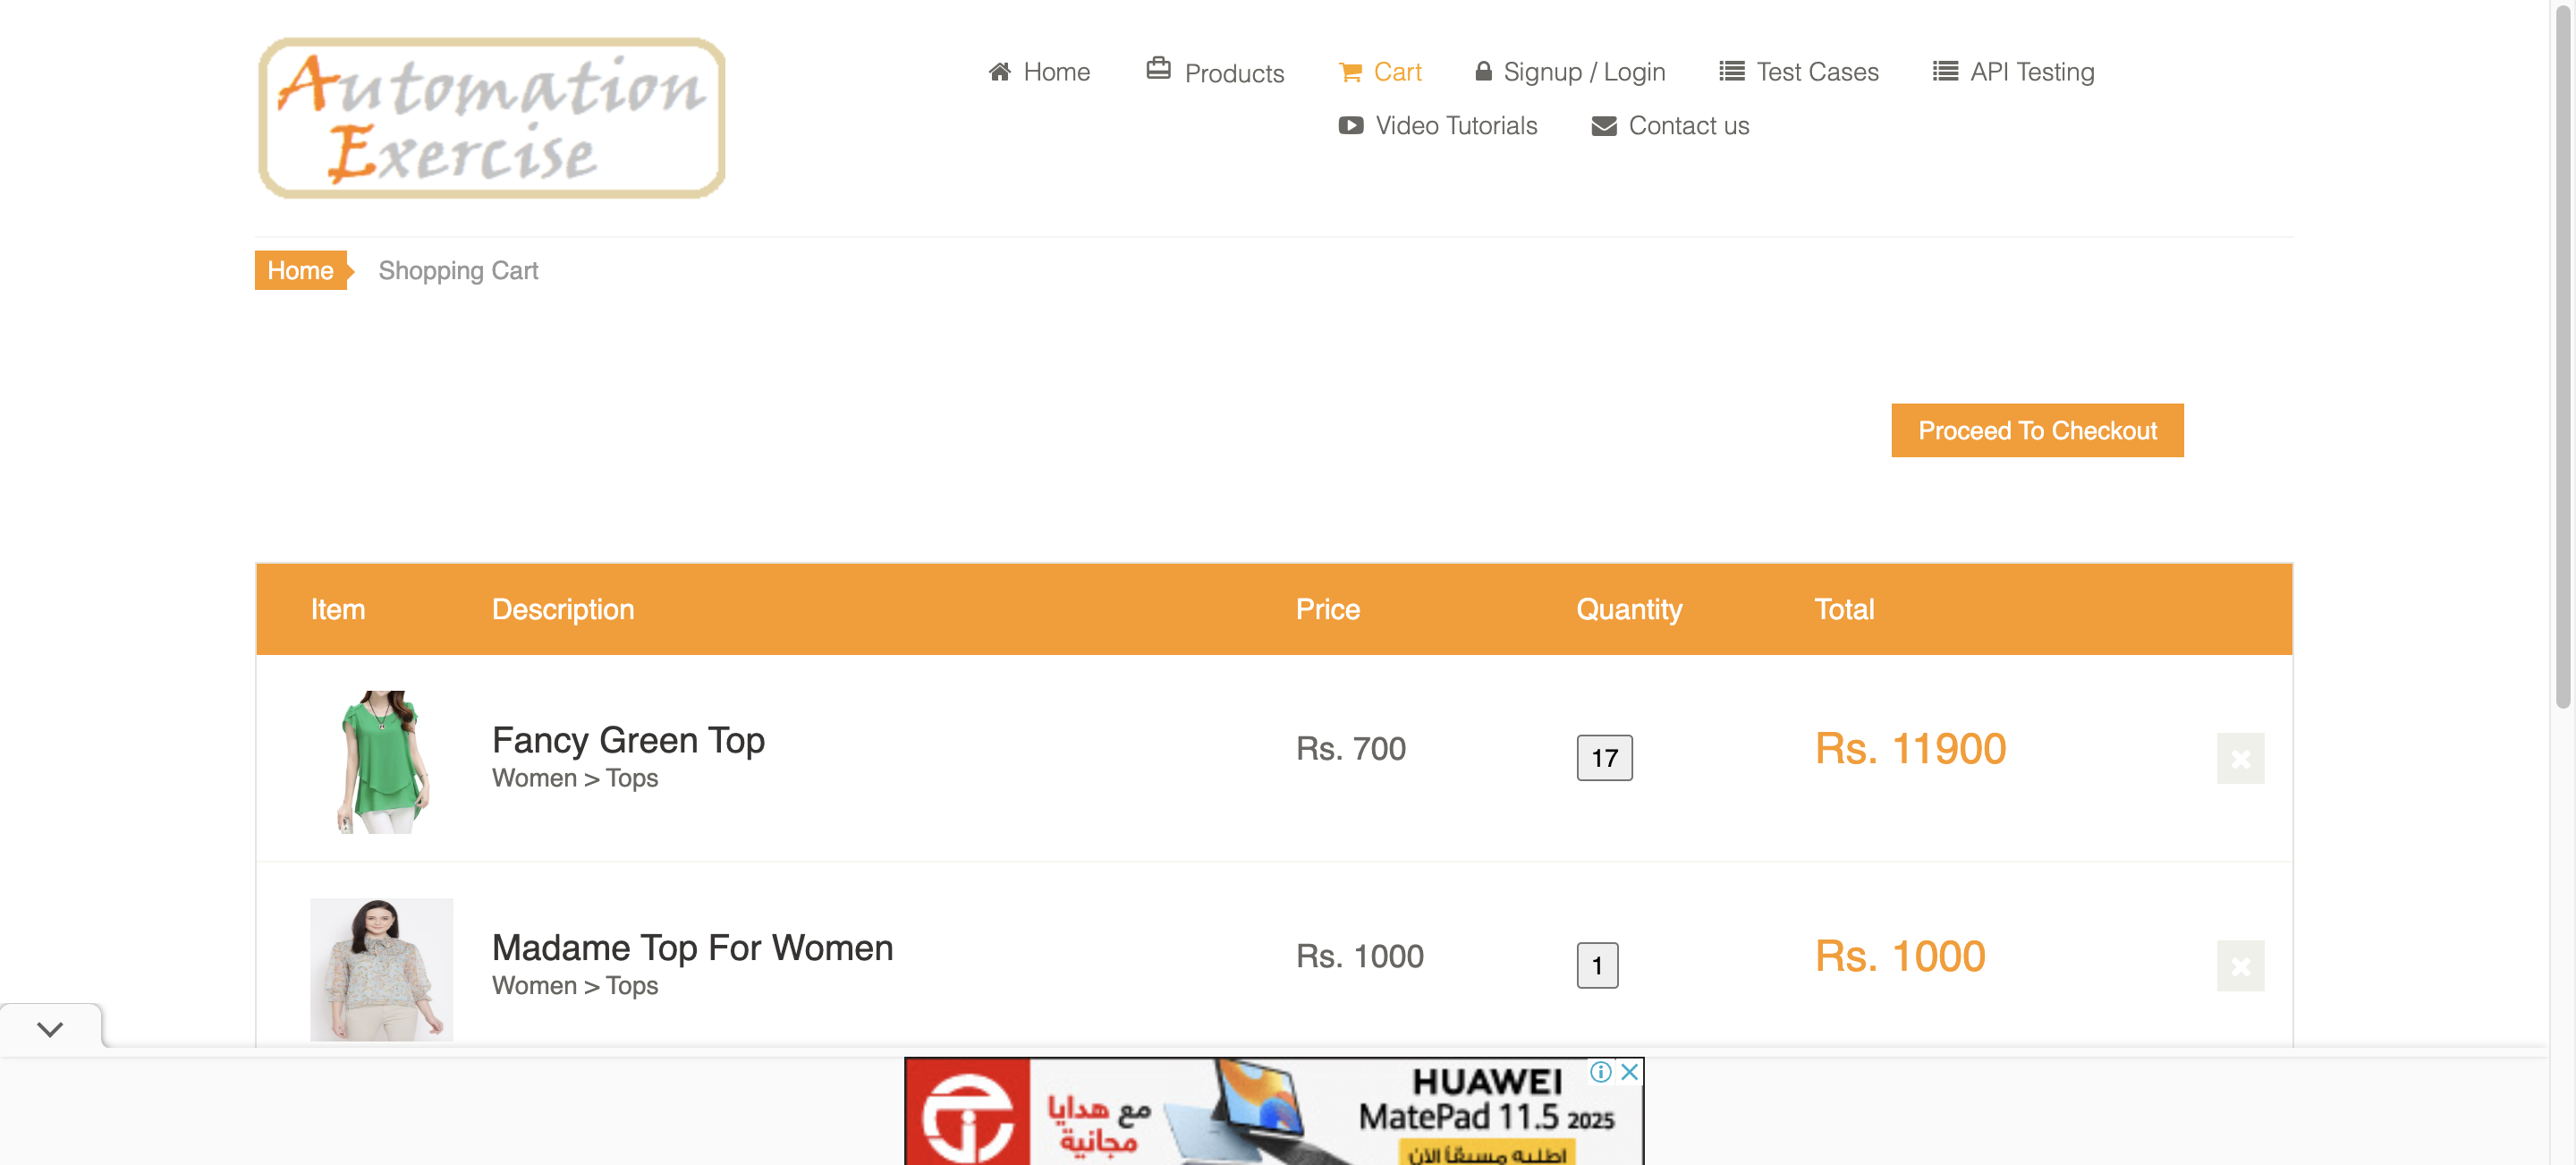 Automation
Exercise
Home
Products
Cart
Signup / Login
Test Cases
API Testing
Video Tutorials
Contact us
Home
Shopping Cart
Proceed To Checkout
Item Description Price Quantity Total
Fancy Green Top
Women > Tops
Rs. 700
17
Rs. 11900
Madame Top For Women
Women > Tops
Rs. 1000
1
Rs. 1000
مع هدايا
مجانية
HUAWEI
MatePad 11.5 2025
اطلبه مسبقًا الآن